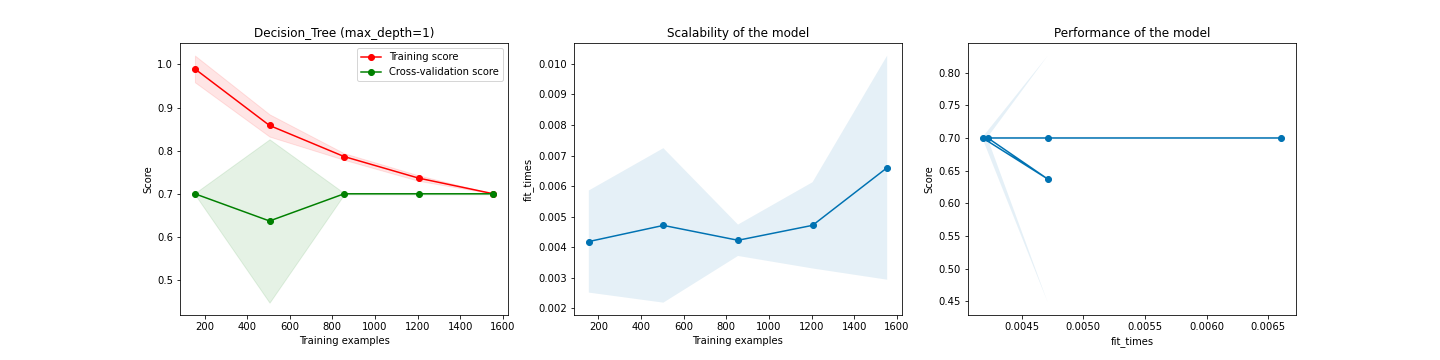 Decision_Tree (max_depth=1)
Training score
Cross-validation score
Score
1.0
0.9
0.8
0.7
0.6
0.5
200 400 600 800 1000 1200 1400 1600
Training examples
Scalability of the model
fit_times
0.010
0.009
0.008
0.007
0.006
0.005
0.004
0.003
0.002
200 400 600 800 1000 1200 1400 1600
Training examples
Performance of the model
Score
0.80
0.75
0.70
0.65
0.60
0.55
0.50
0.45
0.0045 0.0050 0.0055 0.0060 0.0065
fit_times